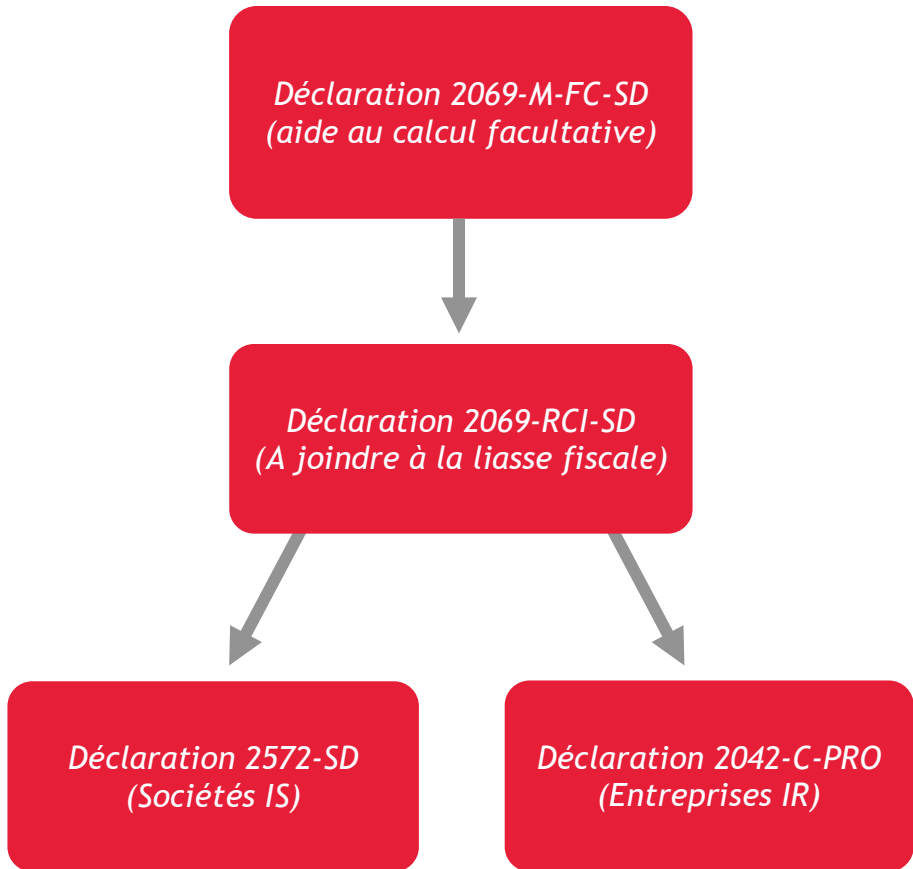 Déclaration 2069-M-FC-SD
(aide au calcul facultative)
Déclaration 2069-RCI-SD
(A joindre à la liasse fiscale)
Déclaration 2572-SD
(Sociétés IS)
Déclaration 2042-C-PRO
(Entreprises IR)